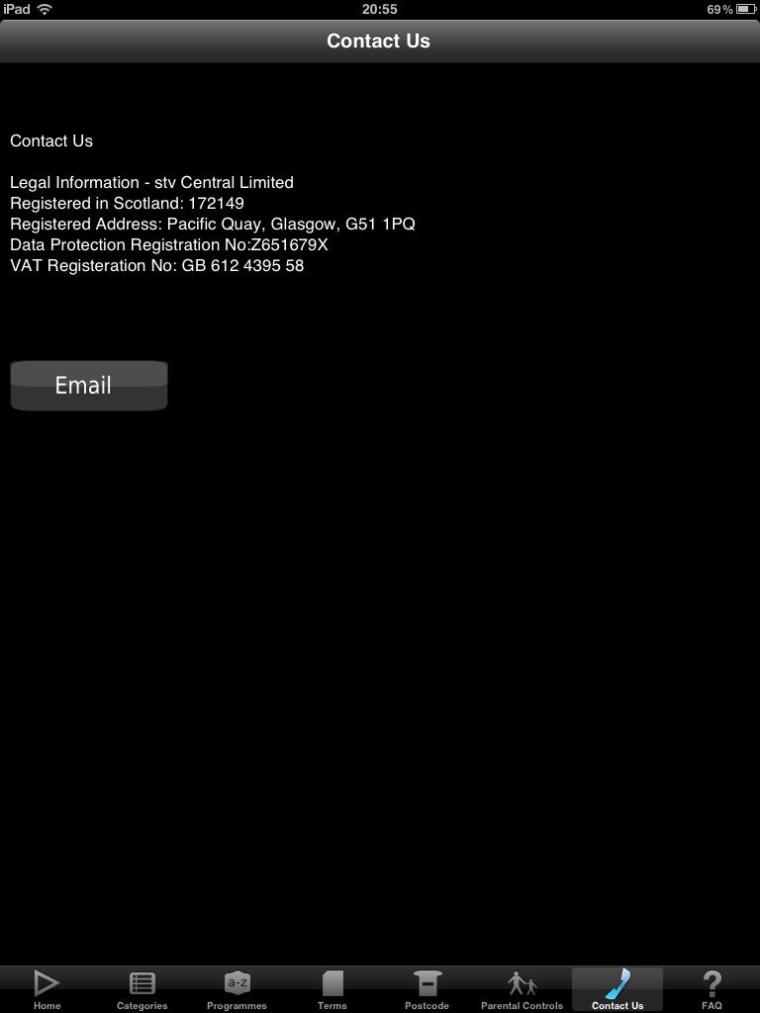 iPad 20:55 69%
Contact Us
Contact Us
Legal Information - stv Central Limited
Registered in Scotland: 172149
Registered Address: Pacific Quay, Glasgow, G51 1PQ
Data Protection Registration No:Z651679X
VAT Registeration No: GB 612 4395 58
Email
a-z
Home Categories Programmes Terms Postcode Parental Controls Contact Us FAQ